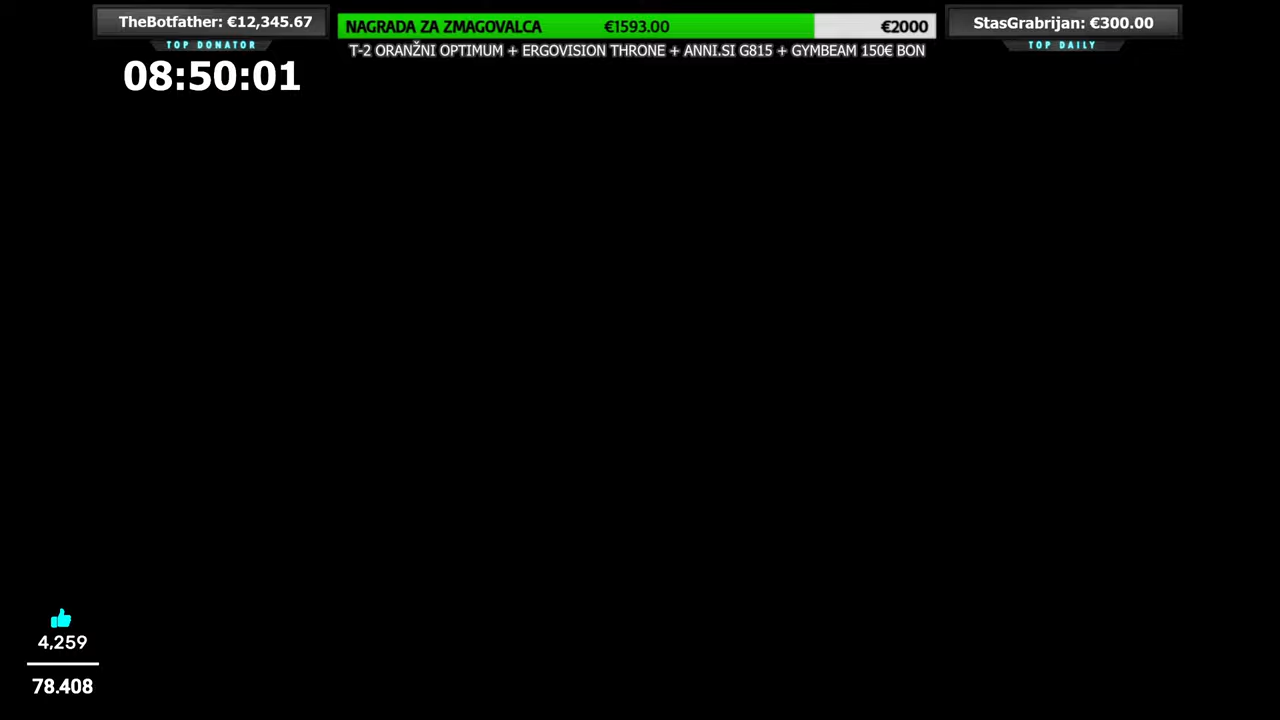 TheBotfather: €12,345.67
TOP DONATOR
08:50:01
NAGRADA ZA ZMAGOVALCA €1593.00 €2000
T-2 ORANŽNI OPTIMUM + ERGOVISION THRONE + ANNI.SI G815 + GYMBEAM 150€ BON
StasGrabrijan: €300.00
TOP DAILY
4,259
78.408